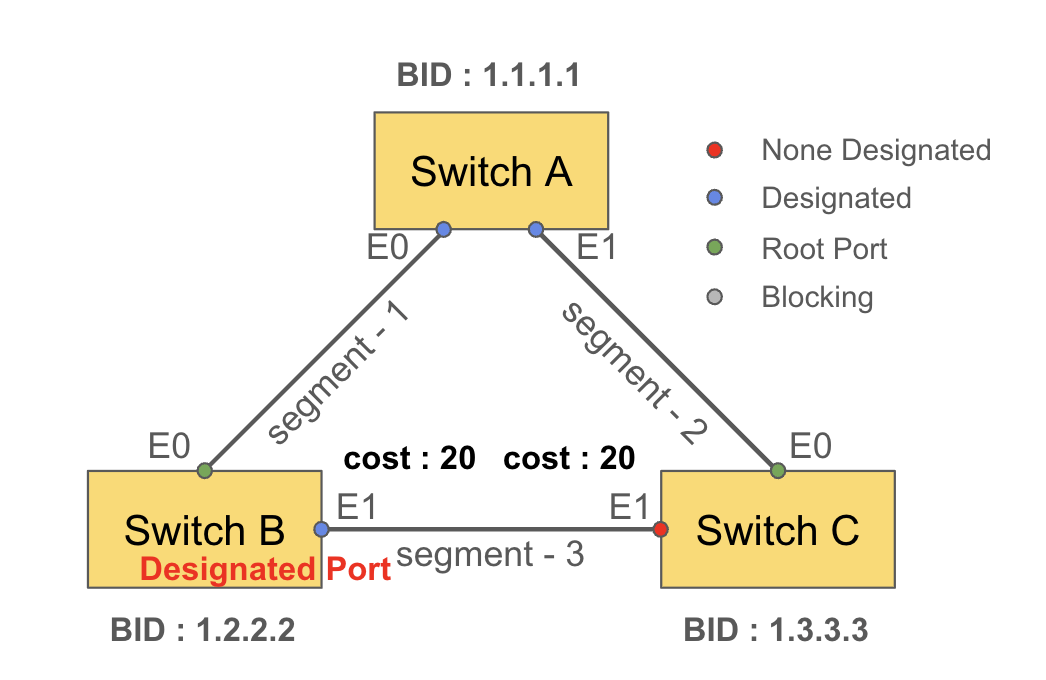 BID : 1.1.1.1
Switch A
E0
E1
None Designated
Designated
Root Port
Blocking
segment - 1
segment - 2
E0
E0
cost : 20
cost : 20
Switch B
E1
E1
Switch C
Designated Port
segment - 3
BID : 1.2.2.2
BID : 1.3.3.3